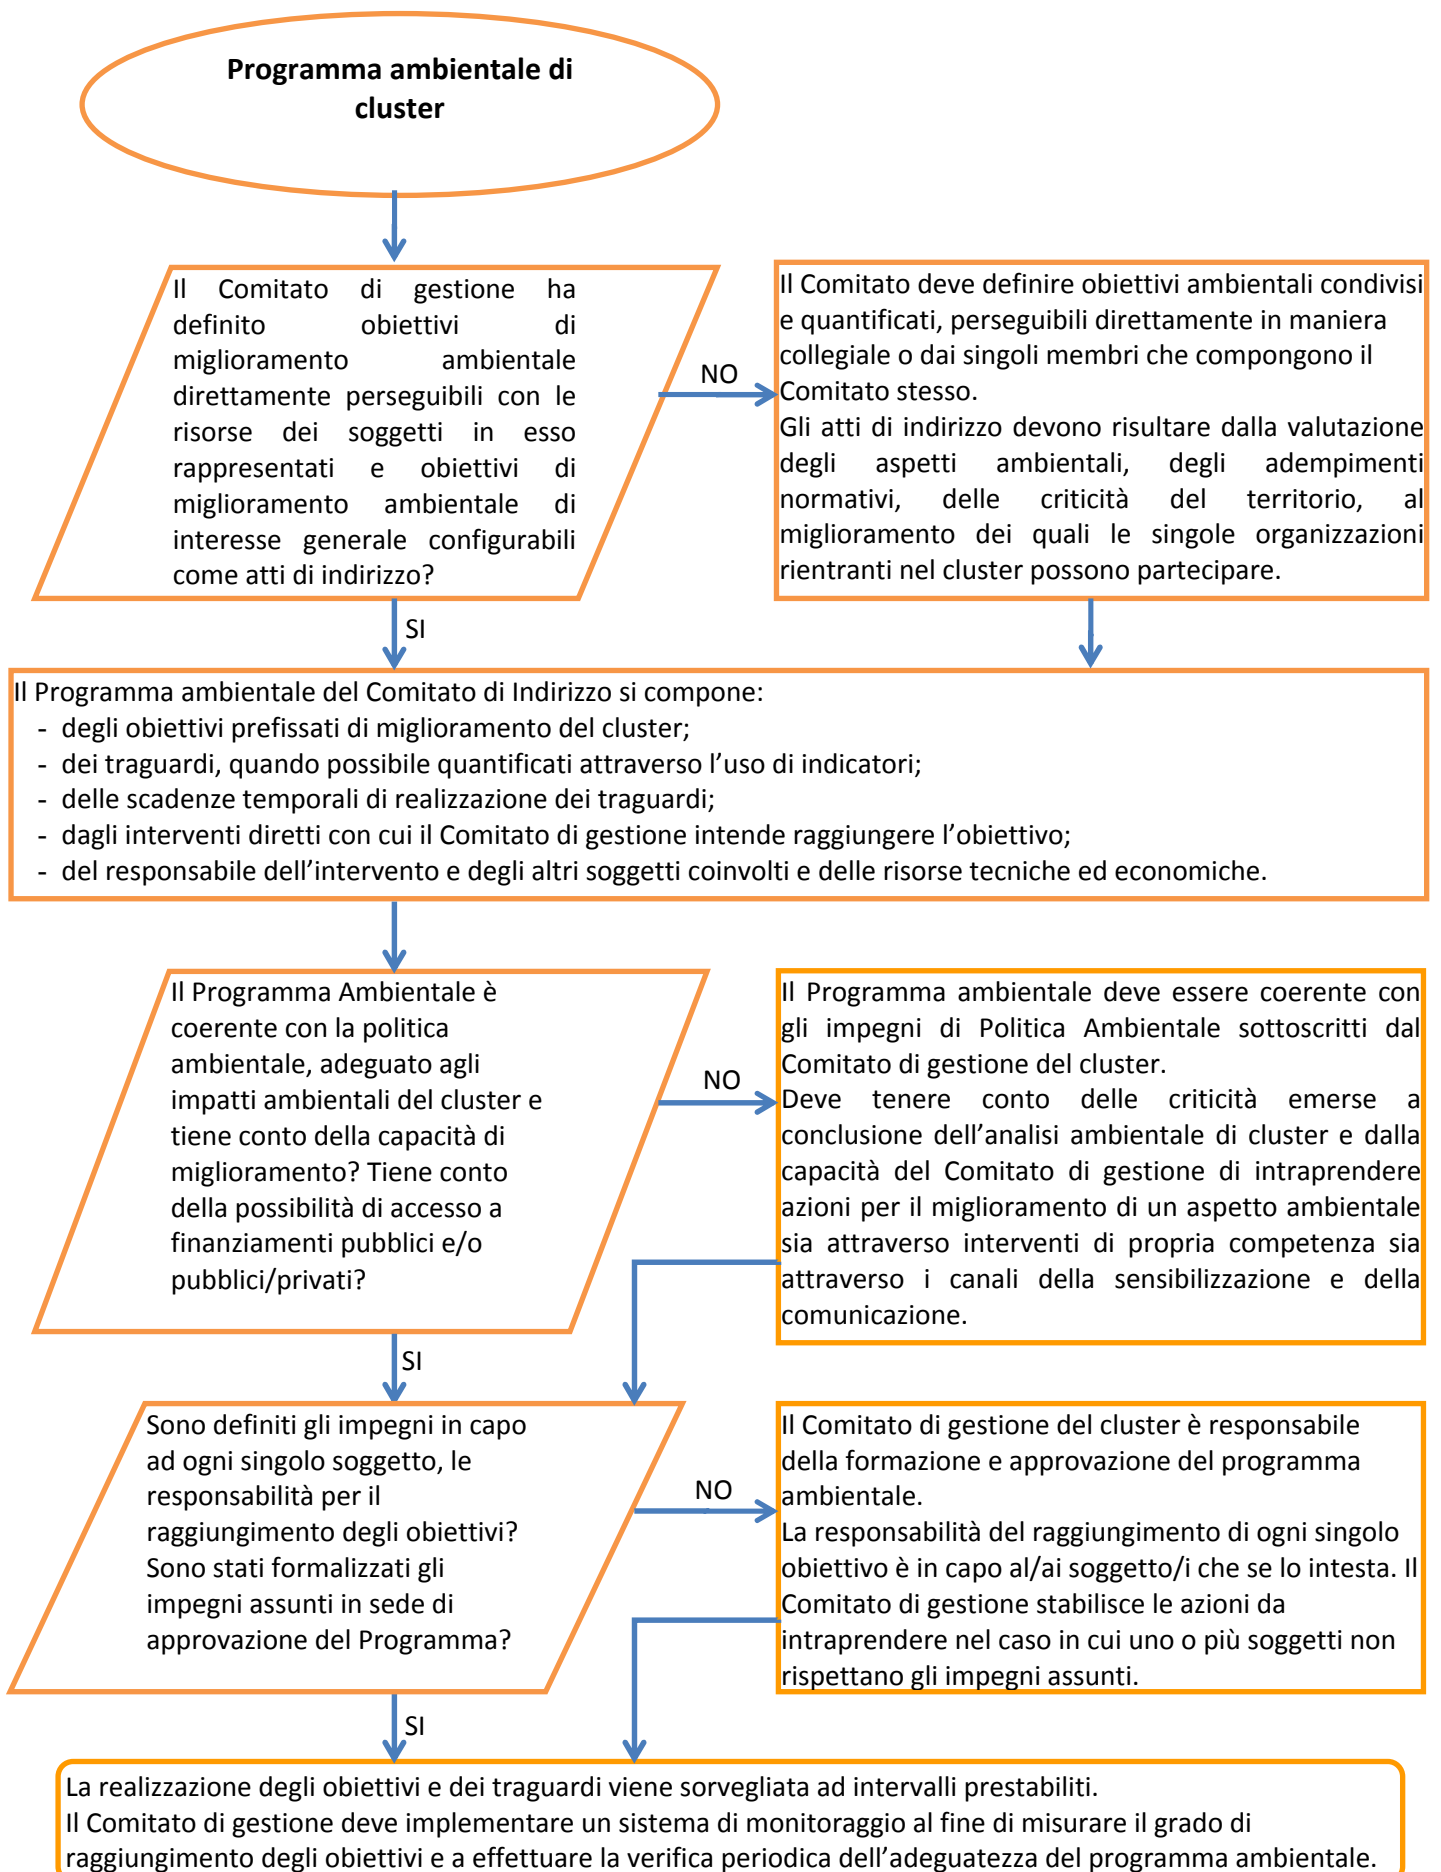 Programma ambientale di
cluster
Il Comitato di gestione ha
definito obiettivi di
miglioramento ambientale
direttamente perseguibili con le
risorse dei soggetti in esso
rappresentati e obiettivi di
miglioramento ambientale di
interesse generale configurabili
come atti di indirizzo?
NO
Il Comitato deve definire obiettivi ambientali condivisi
e quantificati, perseguibili direttamente in maniera
collegiale o dai singoli membri che compongono il
Comitato stesso.
Gli atti di indirizzo devono risultare dalla valutazione
degli aspetti ambientali, degli adempimenti
normativi, delle criticità del territorio, al
miglioramento dei quali le singole organizzazioni
rientranti nel cluster possono partecipare.
SI
Il Programma ambientale del Comitato di Indirizzo si compone:
- degli obiettivi prefissati di miglioramento del cluster;
- dei traguardi, quando possibile quantificati attraverso l’uso di indicatori;
- delle scadenze temporali di realizzazione dei traguardi;
- dagli interventi diretti con cui il Comitato di gestione intende raggiungere l’obiettivo;
- del responsabile dell’intervento e degli altri soggetti coinvolti e delle risorse tecniche ed economiche.
Il Programma Ambientale è
coerente con la politica
ambientale, adeguato agli
impatti ambientali del cluster e
tiene conto della capacità di
miglioramento? Tiene conto
della possibilità di accesso a
finanziamenti pubblici e/o
pubblici/privati?
NO
Il Programma ambientale deve essere coerente con
gli impegni di Politica Ambientale sottoscritti dal
Comitato di gestione del cluster.
Deve tenere conto delle criticità emerse a
conclusione dell’analisi ambientale di cluster e dalla
capacità del Comitato di gestione di intraprendere
azioni per il miglioramento di un aspetto ambientale
sia attraverso interventi di propria competenza sia
attraverso i canali della sensibilizzazione e della
comunicazione.
SI
Sono definiti gli impegni in capo
ad ogni singolo soggetto, le
responsabilità per il
raggiungimento degli obiettivi?
Sono stati formalizzati gli
impegni assunti in sede di
approvazione del Programma?
NO
Il Comitato di gestione del cluster è responsabile
della formazione e approvazione del programma
ambientale.
La responsabilità del raggiungimento di ogni singolo
obiettivo è in capo al/ai soggetto/i che se lo intesta. Il
Comitato di gestione stabilisce le azioni da
intraprendere nel caso in cui uno o più soggetti non
rispettano gli impegni assunti.
SI
La realizzazione degli obiettivi e dei traguardi viene sorvegliata ad intervalli prestabiliti.
Il Comitato di gestione deve implementare un sistema di monitoraggio al fine di misurare il grado di
raggiungimento degli obiettivi e a effettuare la verifica periodica dell’adeguatezza del programma ambientale.